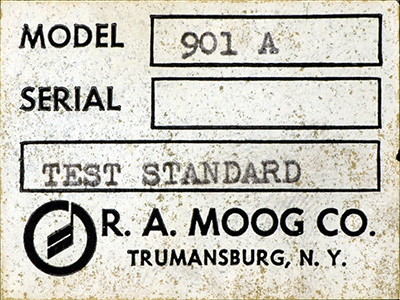 MODEL 901 A
SERIAL
TEST STANDARD
R. A. MOOG CO.
TRUMANSBURG, N. Y.